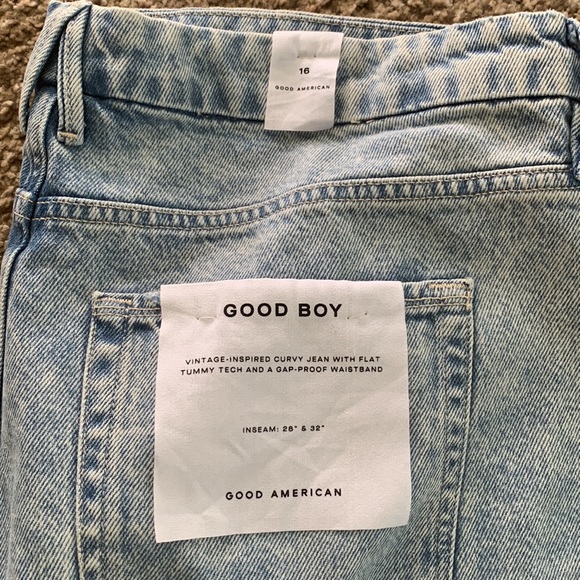 16
GOOD AMERICAN
GOOD BOY
VINTAGE-INSPIRED CURVY JEAN WITH FLAT
TUMMY TECH AND A GAP-PROOF WAISTBAND
INSEAM: 28" & 32"
GOOD AMERICAN